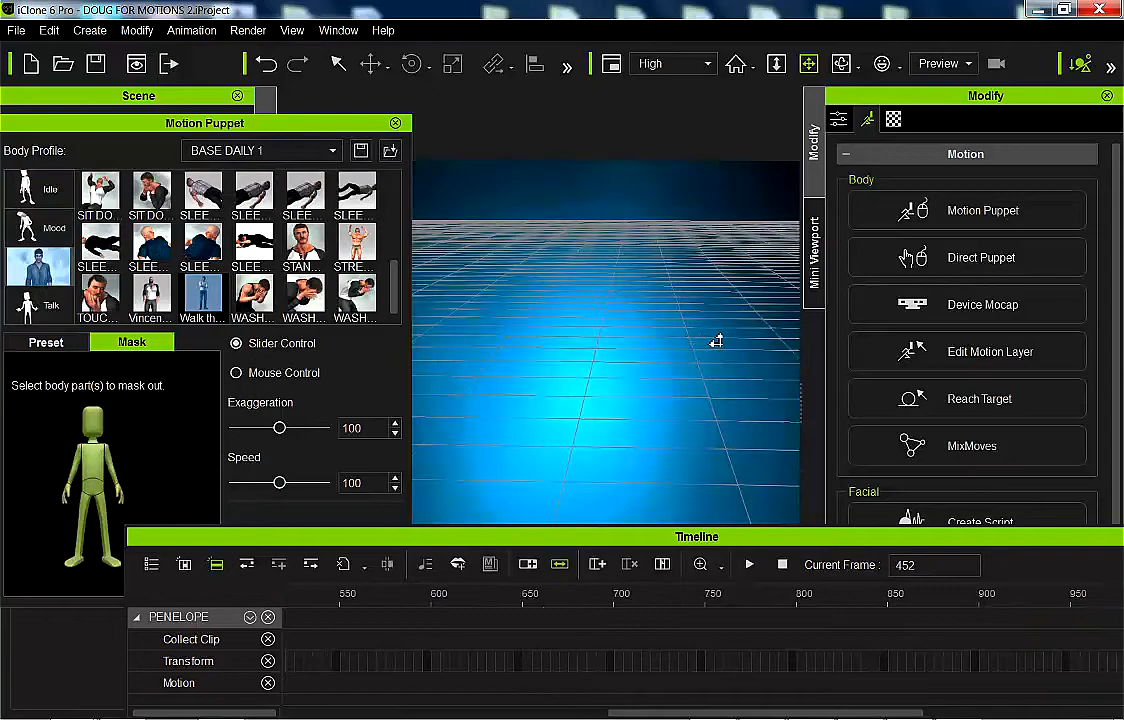 iClone 6 Pro - DOUG FOR MOTIONS 2.iProject
File Edit Create Modify Animation Render View Window Help
High Preview
Scene
Modify
Motion Puppet
Body Profile: BASE DAILY 1
Idle
SIT DO... SIT DO... SLEE... SLEE... SLEE... SLEE...
Mood
SLEE... SLEE... SLEE... SLEE... STAN... STRE...
Talk
TOUC... Vincen... Walk th... WASH... WASH... WASH...
Preset Mask
Select body part(s) to mask out.
Slider Control
Mouse Control
Exaggeration
100
Speed
100
Modify
Mini Viewport
Motion
Body
Motion Puppet
Direct Puppet
Device Mocap
Edit Motion Layer
Reach Target
MixMoves
Facial
Create Script
Timeline
Current Frame : 452
550 600 650 700 750 800 850 900 950
PENELOPE
Collect Clip
Transform
Motion